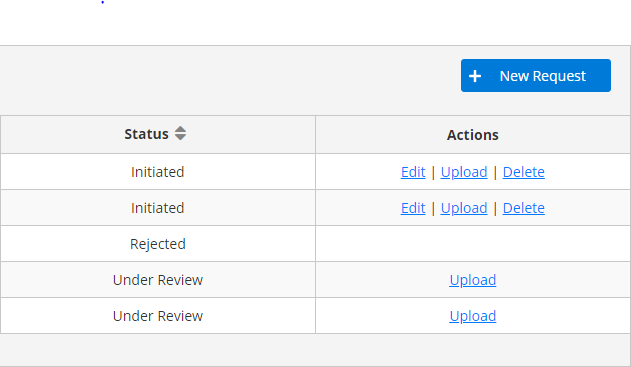 + New Request
Status Actions
Initiated Edit | Upload | Delete
Initiated Edit | Upload | Delete
Rejected
Under Review Upload
Under Review Upload